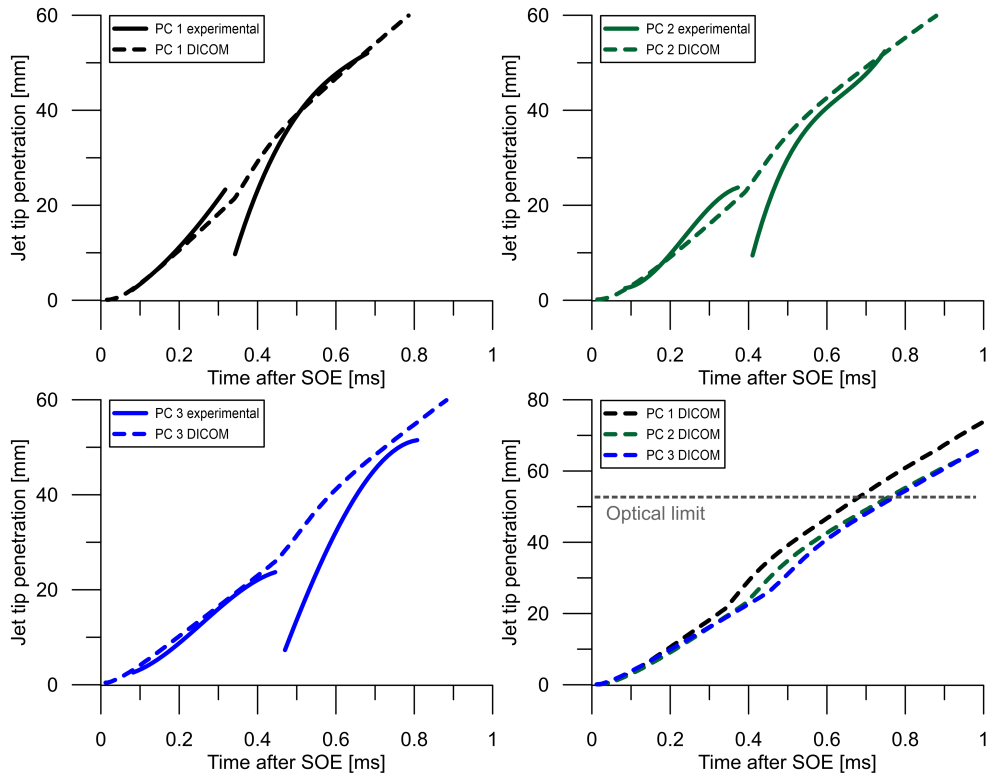 PC 1 experimental
PC 1 DICOM
Jet tip penetration [mm]
60
40
20
0
0 0.2 0.4 0.6 0.8 1
Time after SOE [ms]
PC 2 experimental
PC 2 DICOM
Jet tip penetration [mm]
60
40
20
0
0 0.2 0.4 0.6 0.8 1
Time after SOE [ms]
PC 3 experimental
PC 3 DICOM
Jet tip penetration [mm]
60
40
20
0
0 0.2 0.4 0.6 0.8 1
Time after SOE [ms]
PC 1 DICOM
PC 2 DICOM
PC 3 DICOM
Optical limit
Jet tip penetration [mm]
80
60
40
20
0
0 0.2 0.4 0.6 0.8 1
Time after SOE [ms]